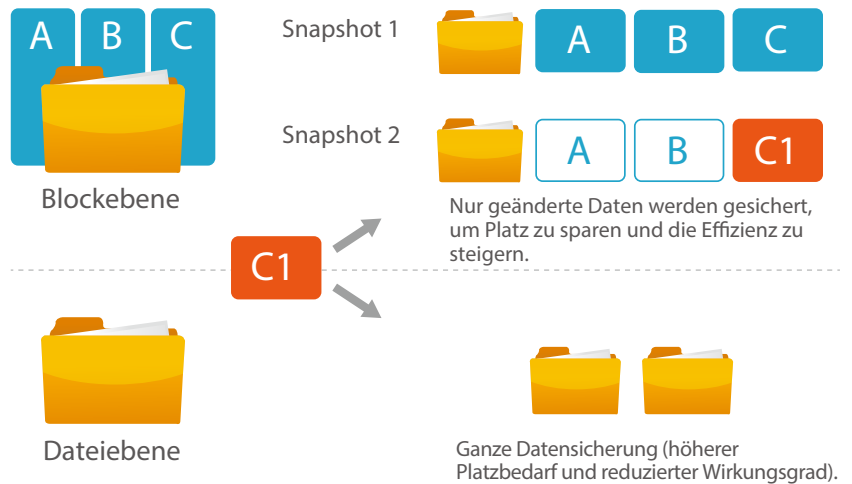 A B C
Blockebene
Snapshot 1
A B C
Snapshot 2
A B C1
Nur geänderte Daten werden gesichert,
um Platz zu sparen und die Effizienz zu
steigern.
C1
Dateiebene
Ganze Datensicherung (höherer
Platzbedarf und reduzierter Wirkungsgrad).